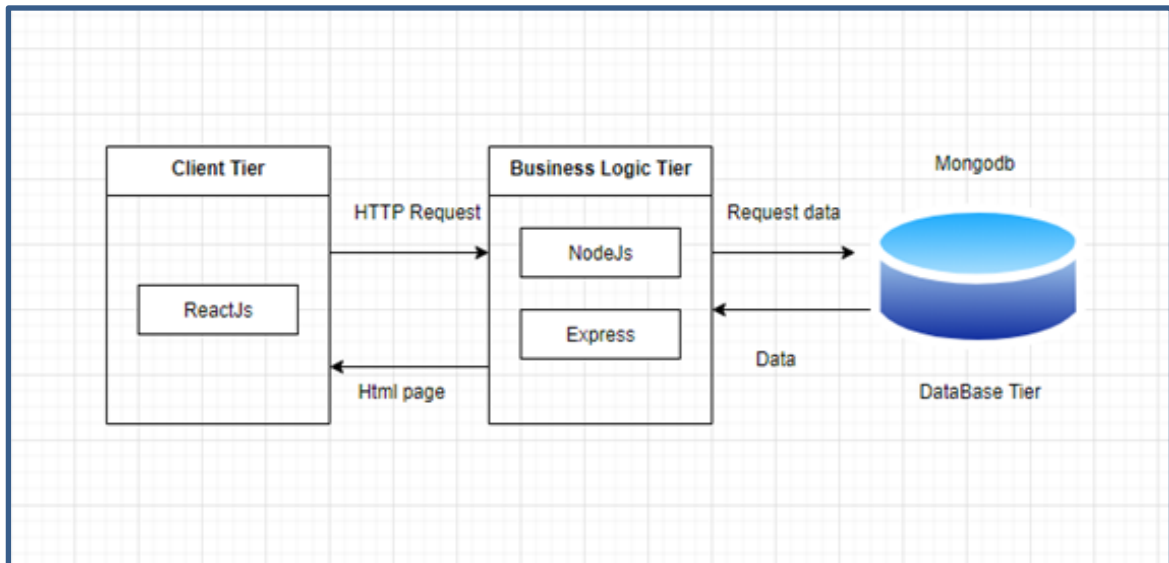 Client Tier
ReactJs
HTTP Request
Html page
Business Logic Tier
NodeJs
Express
Request data
Data
Mongodb
DataBase Tier